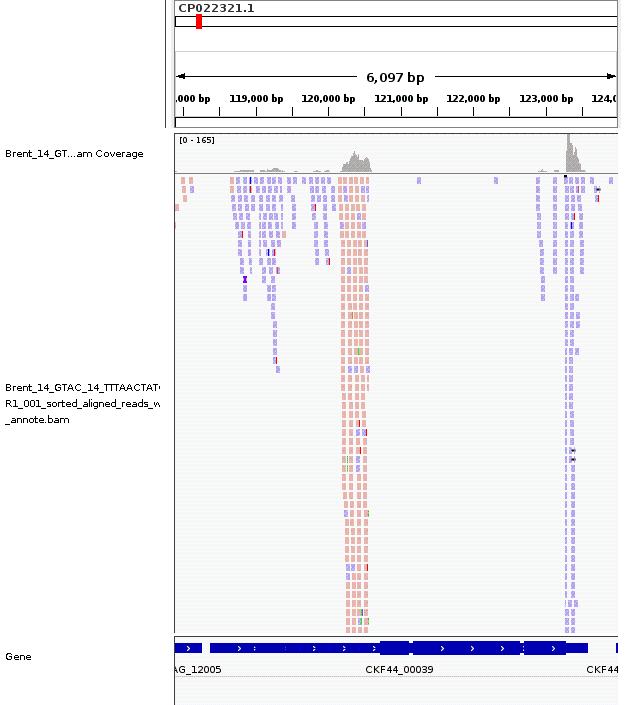 CP022321.1
6,097 bp
,000 bp 119,000 bp 120,000 bp 121,000 bp 122,000 bp 123,000 bp 124,0
[0 - 165]
Brent_14_GT...am Coverage
Brent_14_GTAC_14_TTTAACTAT
R1_001_sorted_aligned_reads_w
_annote.bam
Gene
AG_12005 CKF44_00039 CKF44